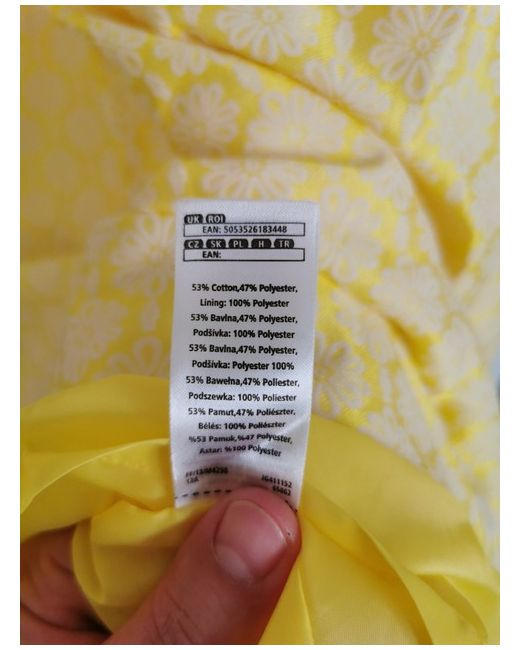 UK ROI
EAN: 5053526183448
CZ SK PL H TR
EAN:
53% Cotton,47% Polyester,
Lining: 100% Polyester
53% Bavlna,47% Polyester,
Podšívka: 100% Polyester
53% Bavlna,47% Polyester,
Podšívka: Polyester 100%
53% Bawełna,47% Poliester,
Podszewka: 100% Poliester
53% Pamut,47% Poliészter,
Bélés: 100% Poliészter
%53 Pamuk,%47 Polyester,
Astar: %100 Polyester
JG411152